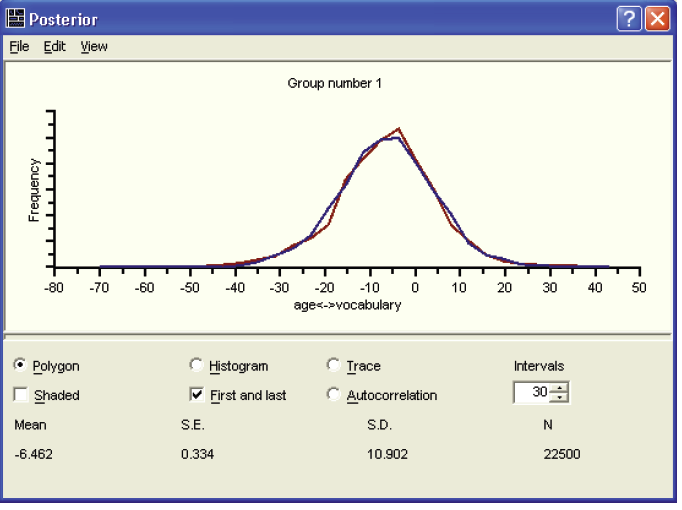 Posterior
File Edit View
Group number 1
Frequency
-80 -70 -60 -50 -40 -30 -20 -10 0 10 20 30 40 50
age<->vocabulary
Polygon Histogram Trace Intervals
Shaded First and last Autocorrelation 30
Mean S.E. S.D. N
-6.462 0.334 10.902 22500